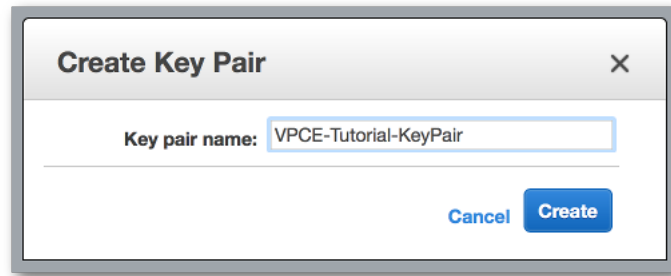 Create Key Pair ×
Key pair name: VPCE-Tutorial-KeyPair
Cancel Create